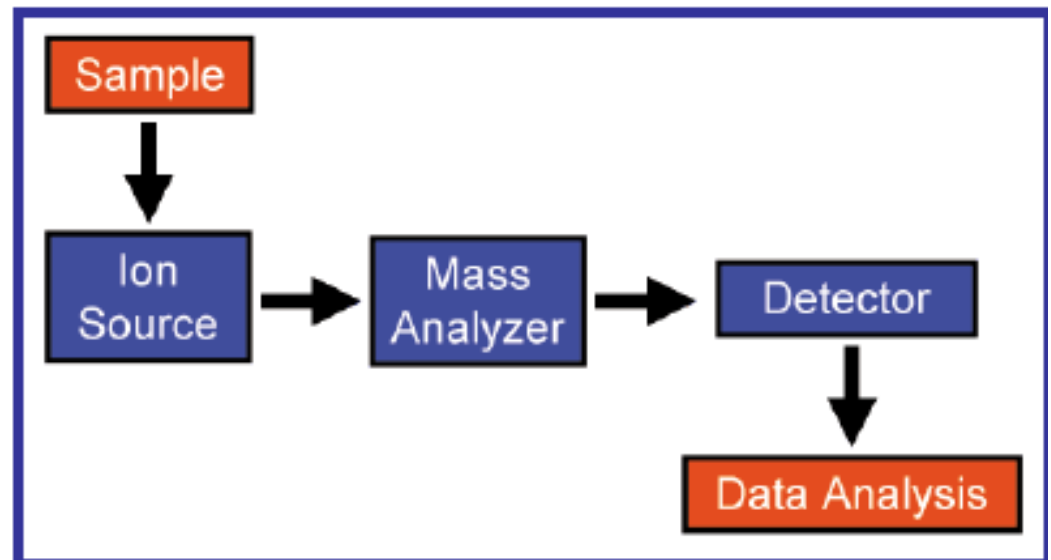 Sample
Ion
Source
Mass
Analyzer
Detector
Data Analysis